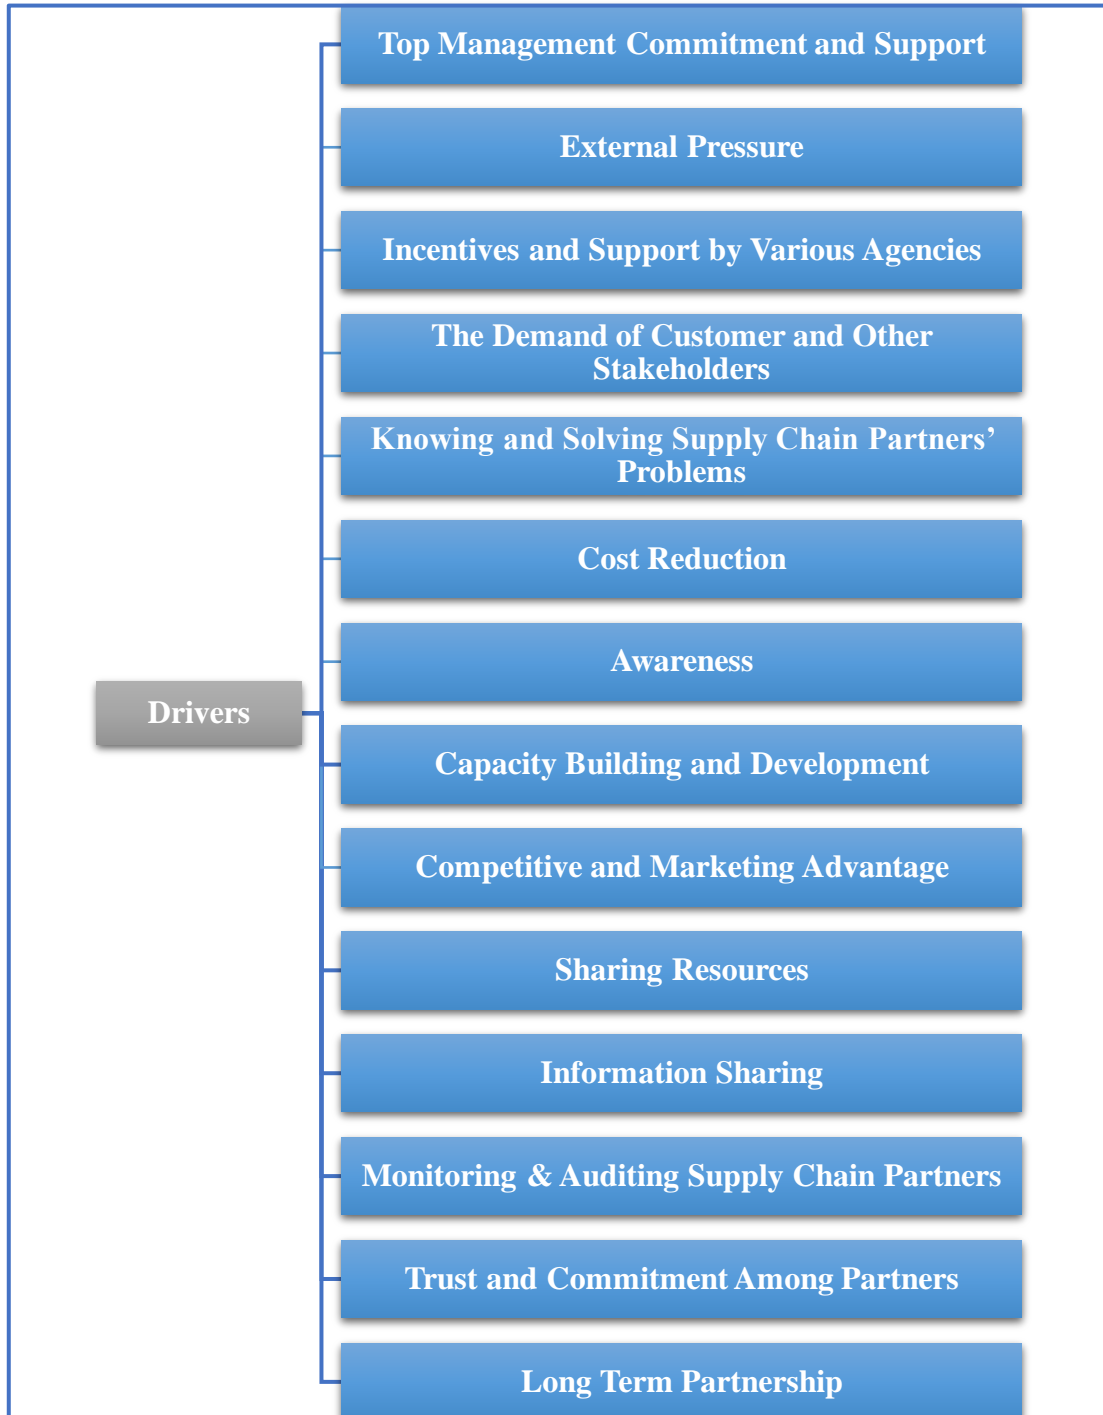 Top Management Commitment and Support
External Pressure
Incentives and Support by Various Agencies
The Demand of Customer and Other
Stakeholders
Knowing and Solving Supply Chain Partners’
Problems
Cost Reduction
Awareness
Drivers
Capacity Building and Development
Competitive and Marketing Advantage
Sharing Resources
Information Sharing
Monitoring & Auditing Supply Chain Partners
Trust and Commitment Among Partners
Long Term Partnership